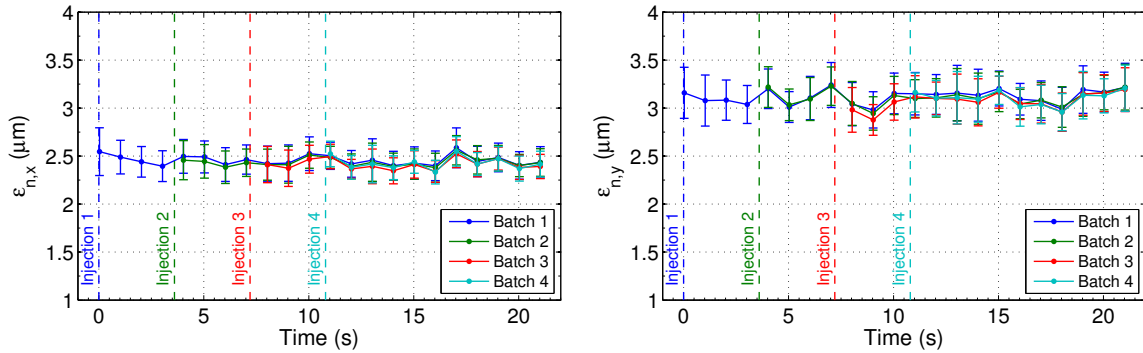 4
3.5
3
2.5
2
1.5
1
ε n,x (μm)
Injection 1
Injection 2
Injection 3
Injection 4
Batch 1
Batch 2
Batch 3
Batch 4
0 5 10 15 20
Time (s)
4
3.5
3
2.5
2
1.5
1
ε n,y (μm)
Injection 1
Injection 2
Injection 3
Injection 4
Batch 1
Batch 2
Batch 3
Batch 4
0 5 10 15 20
Time (s)